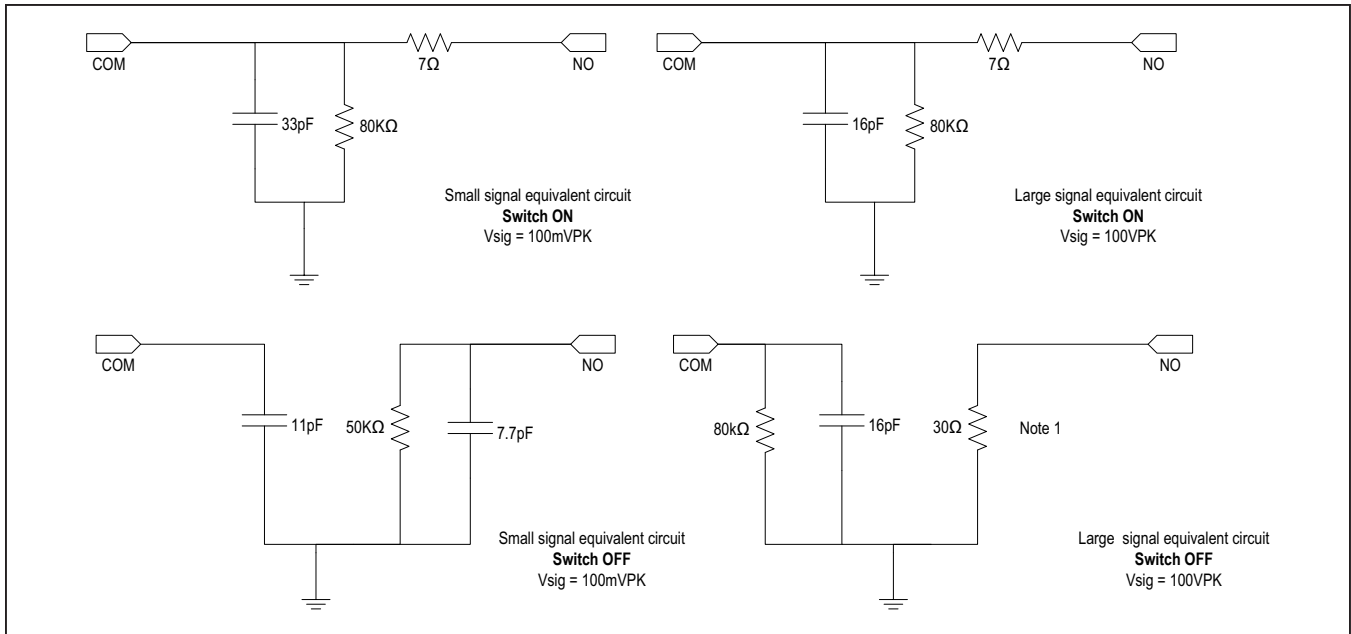 COM
7Ω
NO
33pF
80KΩ
Small signal equivalent circuit
Switch ON
Vsig = 100mVPK
COM
7Ω
NO
16pF
80KΩ
Large signal equivalent circuit
Switch ON
Vsig = 100VPK
COM
NO
11pF
50KΩ
7.7pF
Small signal equivalent circuit
Switch OFF
Vsig = 100mVPK
COM
NO
80kΩ
16pF
30Ω
Note 1
Large signal equivalent circuit
Switch OFF
Vsig = 100VPK